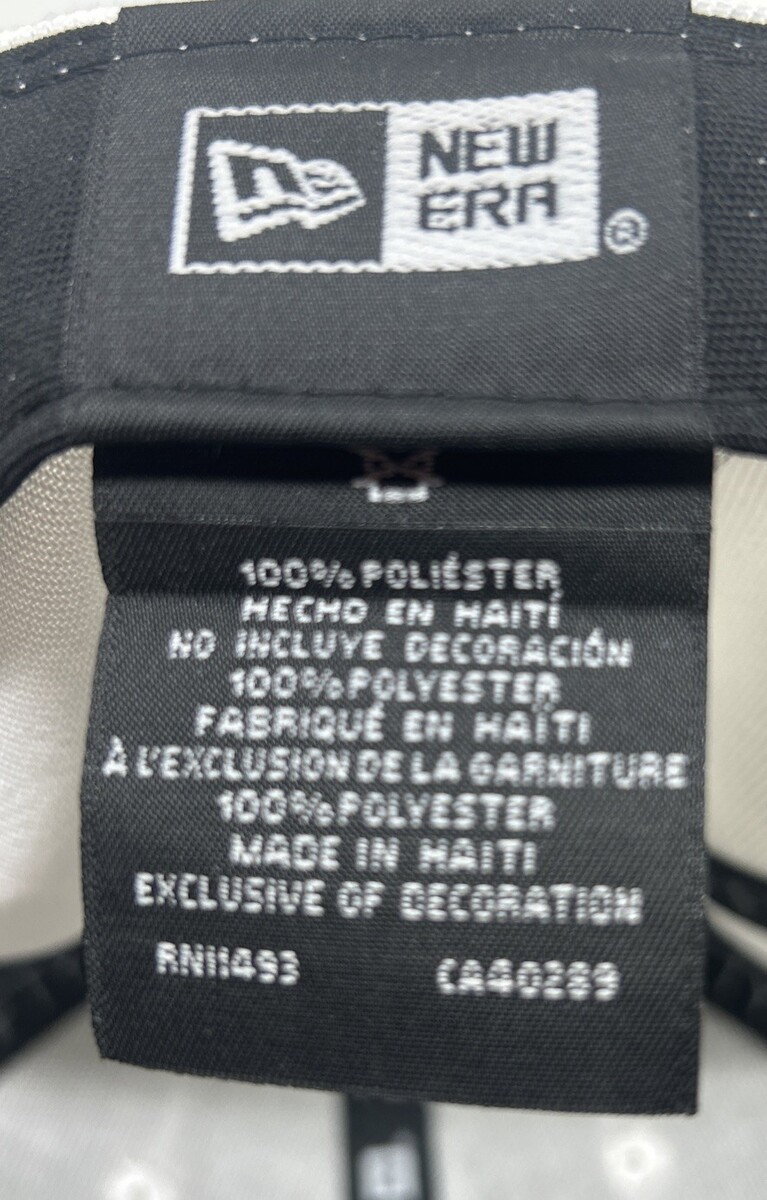 NEW
ERA
®
100% POLIÉSTER
HECHO EN HAITÍ
NO INCLUYE DECORACIÓN
100% POLYESTER
FABRIQUÉ EN HAÏTI
À L'EXCLUSION DE LA GARNITURE
100% POLYESTER
MADE IN HAITI
EXCLUSIVE OF DECORATION
RN11493 CA40289